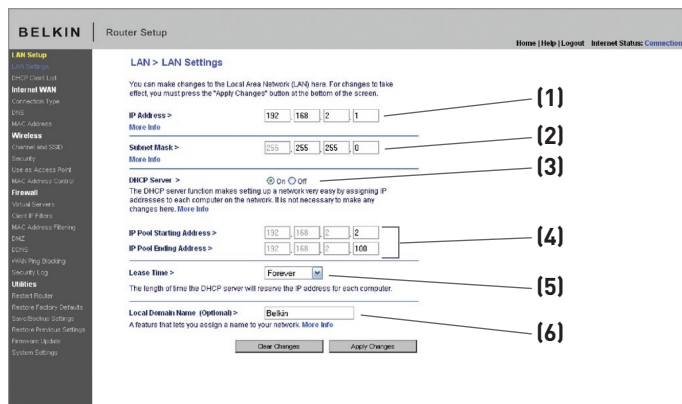 BELKIN
Router Setup
Home | Help | Logout Internet Status: Connection
LAN Setup
LAN Settings
DHCP Client List
Internet WAN
Connection Type
DNS
MAC Address
Wireless
Channel and SSID
Security
Use as Access Point
MAC Address Control
Firewall
Virtual Servers
Client IP Filters
MAC Address Filtering
DMZ
DDNS
WAN Ping Blocking
Security Log
Utilities
Restart Router
Restore Factory Defaults
Save/Backup Settings
Restore Previous Settings
Firmware Update
System Settings
LAN > LAN Settings
You can make changes to the Local Area Network (LAN) here. For changes to take
effect, you must press the "Apply Changes" button at the bottom of the screen.
IP Address > 192 . 168 . 2 . 1 (1)
More Info
Subnet Mask > 255 . 255 . 255 . 0 (2)
More Info
DHCP Server > On Off (3)
The DHCP server function makes setting up a network very easy by assigning IP
addresses to each computer on the network. It is not necessary to make any
changes here. More Info
IP Pool Starting Address > 192 . 168 . 2 . 2
(4)
IP Pool Ending Address > 192 . 168 . 2 . 100
Lease Time > Forever (5)
The length of time the DHCP server will reserve the IP address for each computer.
Local Domain Name (Optional) > Belkin (6)
A feature that lets you assign a name to your network. More Info
Clear Changes Apply Changes